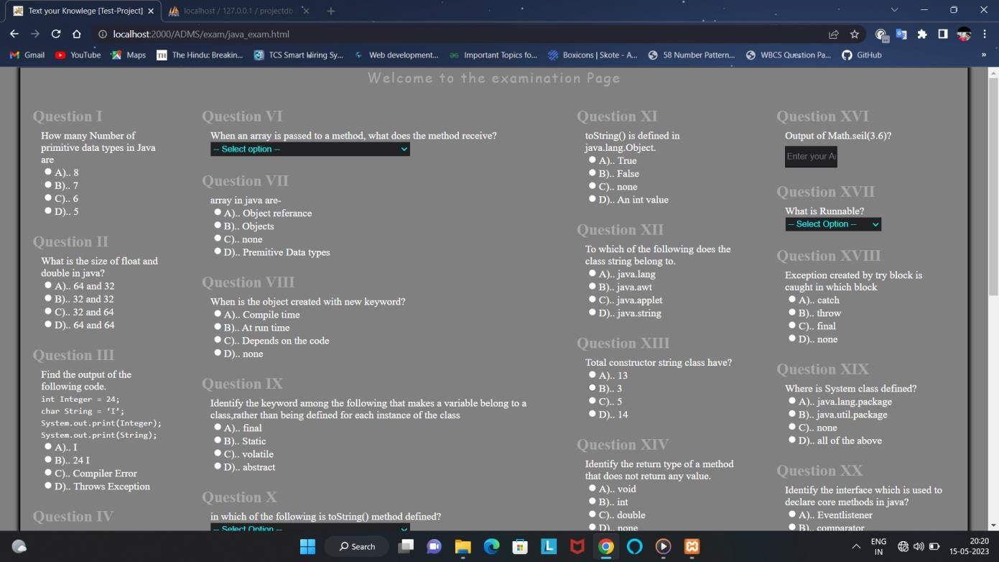 Text your Knowlege [Test-Project]
localhost / 127.0.0.1 / projectdb
localhost:2000/ADMS/exam/java_exam.html
Gmail
YouTube
Maps
TH The Hindu: Breakin...
TCS Smart Hiring Sy...
Web development...
Important Topics fo...
Boxicons | Skote - A...
58 Number Pattern...
WBCS Question Pa...
GitHub
»
Welcome to the examination Page
Question I
How many Number of
primitive data types in Java
are
A).. 8
B).. 7
C).. 6
D).. 5
Question II
What is the size of float and
double in java?
A).. 64 and 32
B).. 32 and 32
C).. 32 and 64
D).. 64 and 64
Question III
Find the output of the
following code.
int Integer = 24;
char String = ‘I’;
System.out.print(Integer);
System.out.print(String);
A).. I
B).. 24 I
C).. Compiler Error
D).. Throws Exception
Question IV
Question VI
When an array is passed to a method, what does the method receive?
-- Select option --
Question VII
array in java are-
A).. Object referance
B).. Objects
C).. none
D).. Premitive Data types
Question VIII
When is the object created with new keyword?
A).. Compile time
B).. At run time
C).. Depends on the code
D).. none
Question IX
Identify the keyword among the following that makes a variable belong to a
class,rather than being defined for each instance of the class
A).. final
B).. Static
C).. volatile
D).. abstract
Question X
in which of the following is toString() method defined?
-- Select Option --
Question XI
toString() is defined in
java.lang.Object.
A).. True
B).. False
C).. none
D).. An int value
Question XII
To which of the following does the
class string belong to.
A).. java.lang
B).. java.awt
C).. java.applet
D).. java.string
Question XIII
Total constructor string class have?
A).. 13
B).. 3
C).. 5
D).. 14
Question XIV
Identify the return type of a method
that does not return any value.
A).. void
B).. int
C).. double
D).. none
Question XVI
Output of Math.seil(3.6)?
Enter your A
Question XVII
What is Runnable?
-- Select Option --
Question XVIII
Exception created by try block is
caught in which block
A).. catch
B).. throw
C).. final
D).. none
Question XIX
Where is System class defined?
A).. java.lang.package
B).. java.util.package
C).. none
D).. all of the above
Question XX
Identify the interface which is used to
declare core methods in java?
A).. Eventlistener
B).. comparator
Search
L
ENG
IN
20:20
15-05-2023